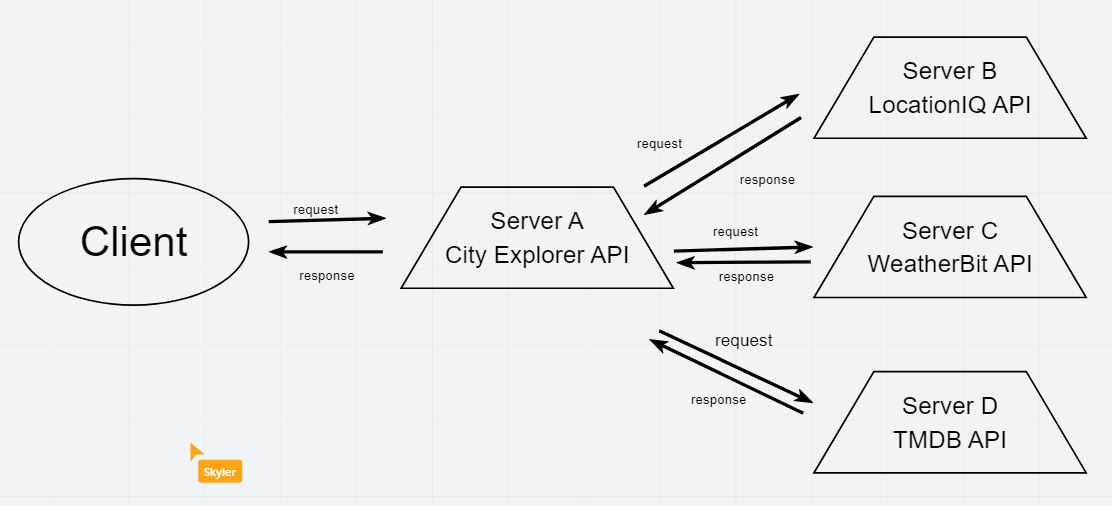 Client
request
response
Server A
City Explorer API
request
response
Server B
LocationIQ API
request
response
Server C
WeatherBit API
request
response
Server D
TMDB API
Skyler